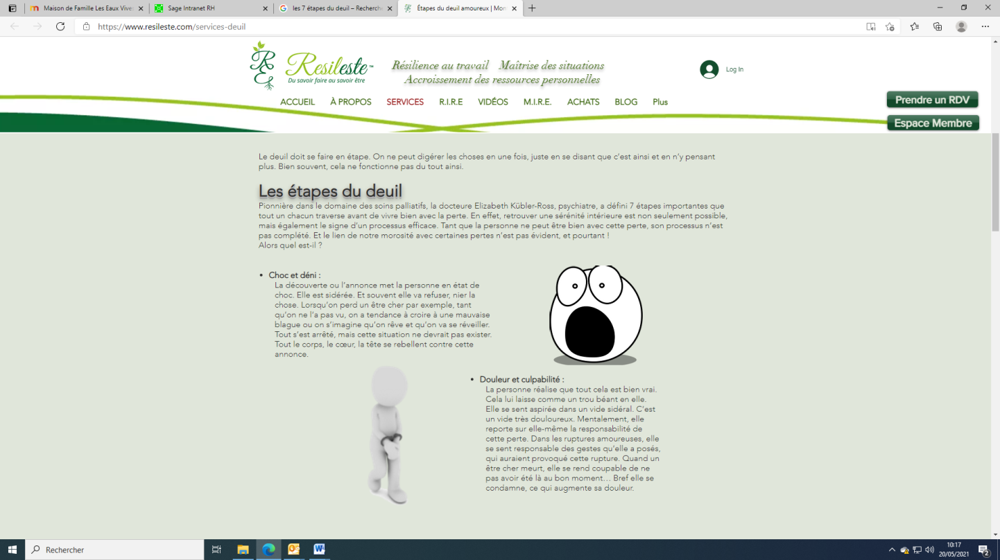 Maison de Famille Les Eaux Vive
Sage Intranet RH
les 7 étapes du deuil – Recherch
Étapes du deuil amoureux | Mon
https://www.resileste.com/services-deuil
RES
Resileste™
Du savoir faire au savoir être
Résilience au travail Maîtrise des situations
Accroissement des ressources personnelles
Log In
ACCUEIL À PROPOS SERVICES R.I.R.E VIDÉOS M.I.R.E. ACHATS BLOG Plus
Prendre un RDV
Espace Membre
Le deuil doit se faire en étape. On ne peut digérer les choses en une fois, juste en se disant que c’est ainsi et en n’y pensant
plus. Bien souvent, cela ne fonctionne pas du tout ainsi.
Les étapes du deuil
Pionnière dans le domaine des soins palliatifs, la docteure Elizabeth Kübler-Ross, psychiatre, a défini 7 étapes importantes que
tout un chacun traverse avant de vivre bien avec la perte. En effet, retrouver une sérénité intérieure est non seulement possible,
mais également le signe d’un processus efficace. Tant que la personne ne peut être bien avec cette perte, son processus n’est
pas complété. Et le lien de notre morosité avec certaines pertes n’est pas évident, et pourtant !
Alors quel est-il ?
• Choc et déni :
La découverte ou l’annonce met la personne en état de
choc. Elle est sidérée. Et souvent elle va refuser, nier la
chose. Lorsqu’on perd un être cher par exemple, tant
qu’on ne l’a pas vu, on a tendance à croire à une mauvaise
blague ou on s’imagine qu’on rêve et qu’on va se réveiller.
Tout s’est arrêté, mais cette situation ne devrait pas exister.
Tout le corps, le cœur, la tête se rebellent contre cette
annonce.
• Douleur et culpabilité :
La personne réalise que tout cela est bien vrai.
Cela lui laisse comme un trou béant en elle.
Elle se sent aspirée dans un vide sidéral. C’est
un vide très douloureux. Mentalement, elle
reporte sur elle-même la responsabilité de
cette perte. Dans les ruptures amoureuses, elle
se sent responsable des gestes qu’elle a posés,
qui auraient provoqué cette rupture. Quand un
être cher meurt, elle se rend coupable de ne
pas avoir été là au bon moment… Bref elle se
condamne, ce qui augmente sa douleur.
Rechercher
10:17
20/05/2021
2